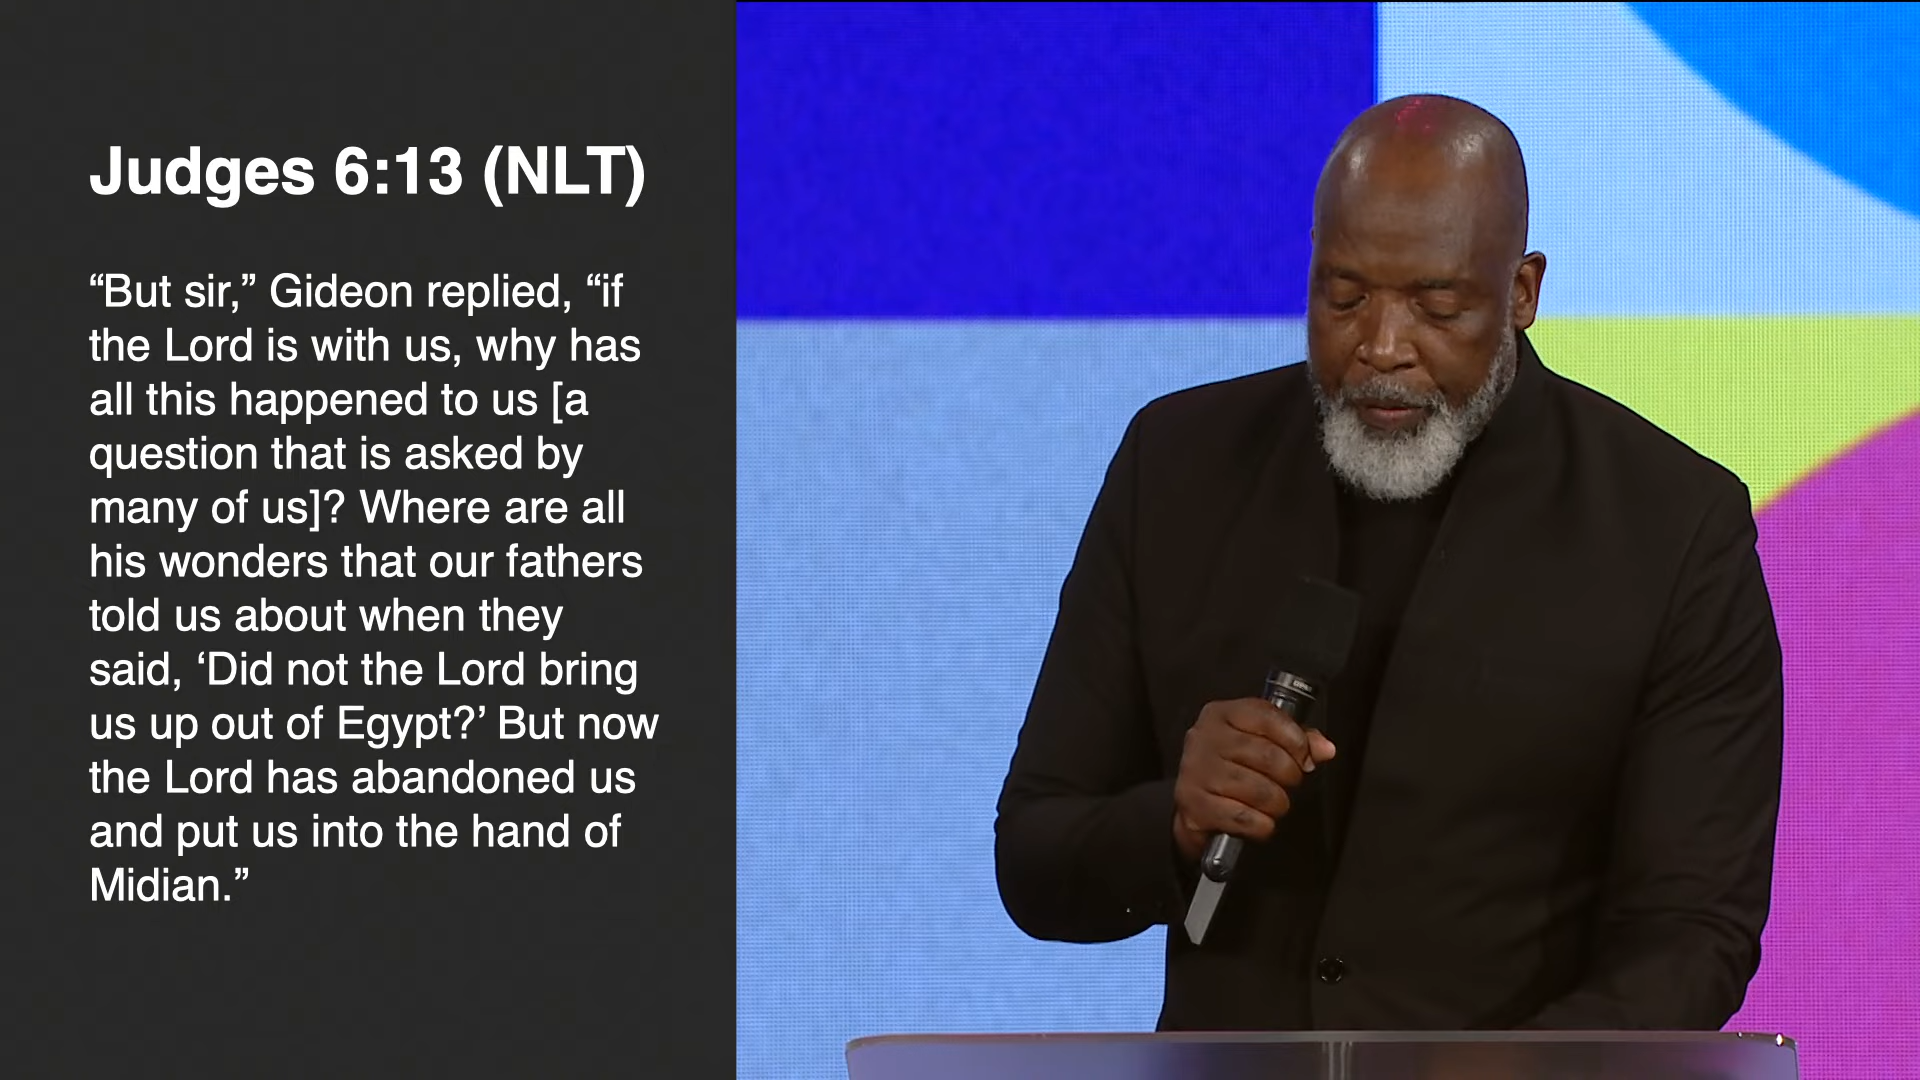 Judges 6:13 (NLT)
“But sir,” Gideon replied, “if
the Lord is with us, why has
all this happened to us [a
question that is asked by
many of us]? Where are all
his wonders that our fathers
told us about when they
said, ‘Did not the Lord bring
us up out of Egypt?’ But now
the Lord has abandoned us
and put us into the hand of
Midian.”